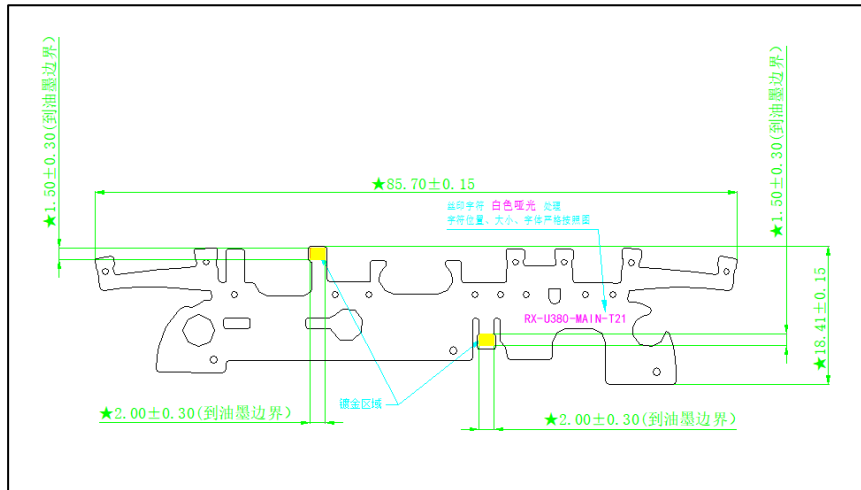 ★1.50±0.30(到油墨边界)
★85.70±0.15
丝印字符 白色哑光 处理
字符位置、大小、字体严格按照图
★1.50±0.30(到油墨边界)
★18.41±0.15
RX-U380-MAIN-T21
镀金区域
★2.00±0.30(到油墨边界)
★2.00±0.30(到油墨边界)